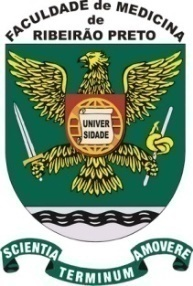 FACULDADE de MEDICINA
de
RIBEIRÃO PRETO
UNIVER
SIDADE
SCIENTIA
TERMINUM
AMOVERE